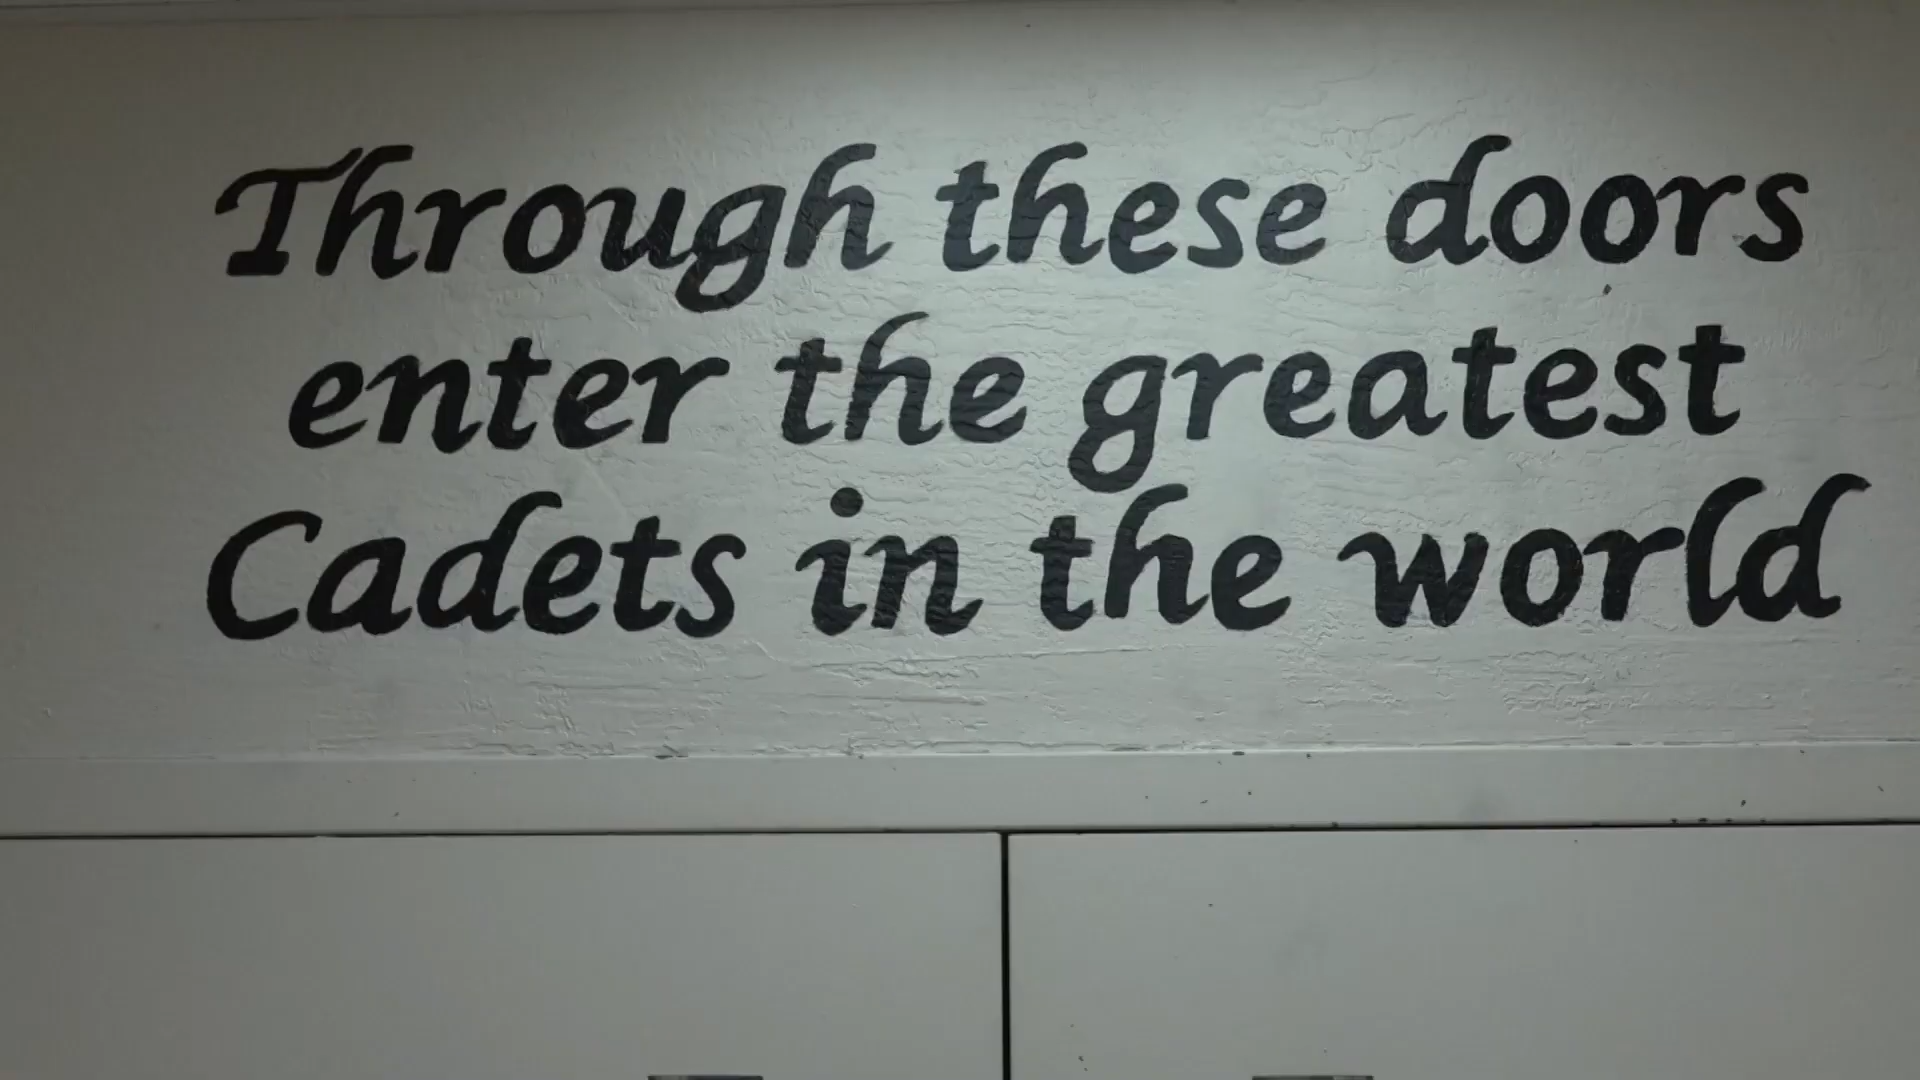 Through these doors
enter the greatest
Cadets in the world